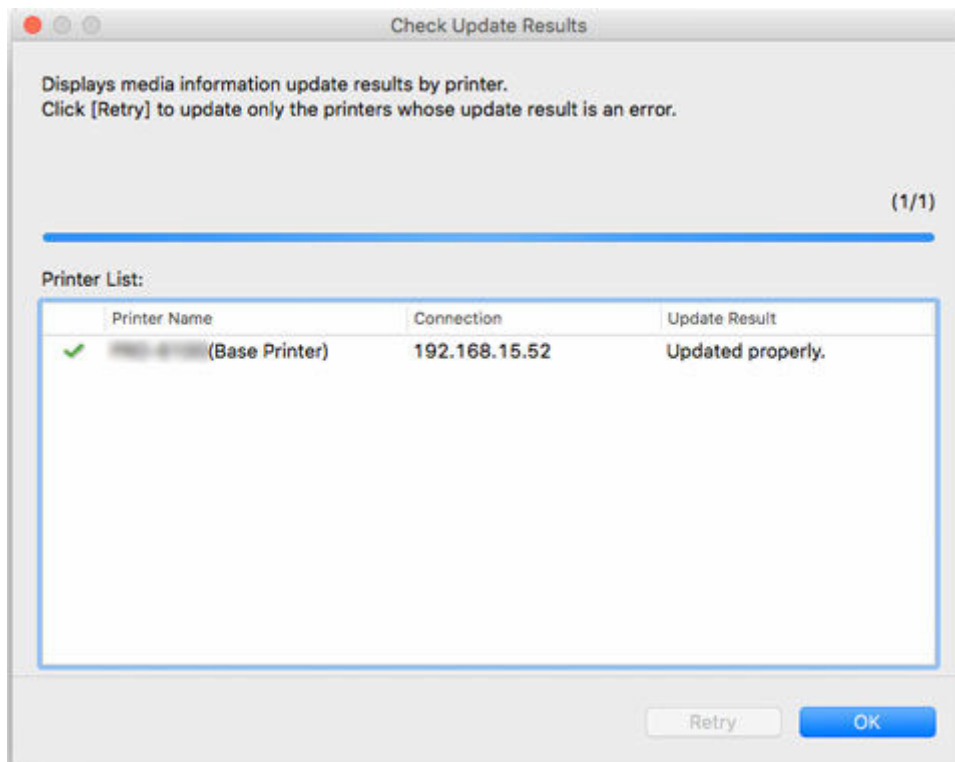 Check Update Results
Displays media information update results by printer.
Click [Retry] to update only the printers whose update result is an error.
(1/1)
Printer List:
Printer Name Connection Update Result
(Base Printer) 192.168.15.52 Updated properly.
Retry OK